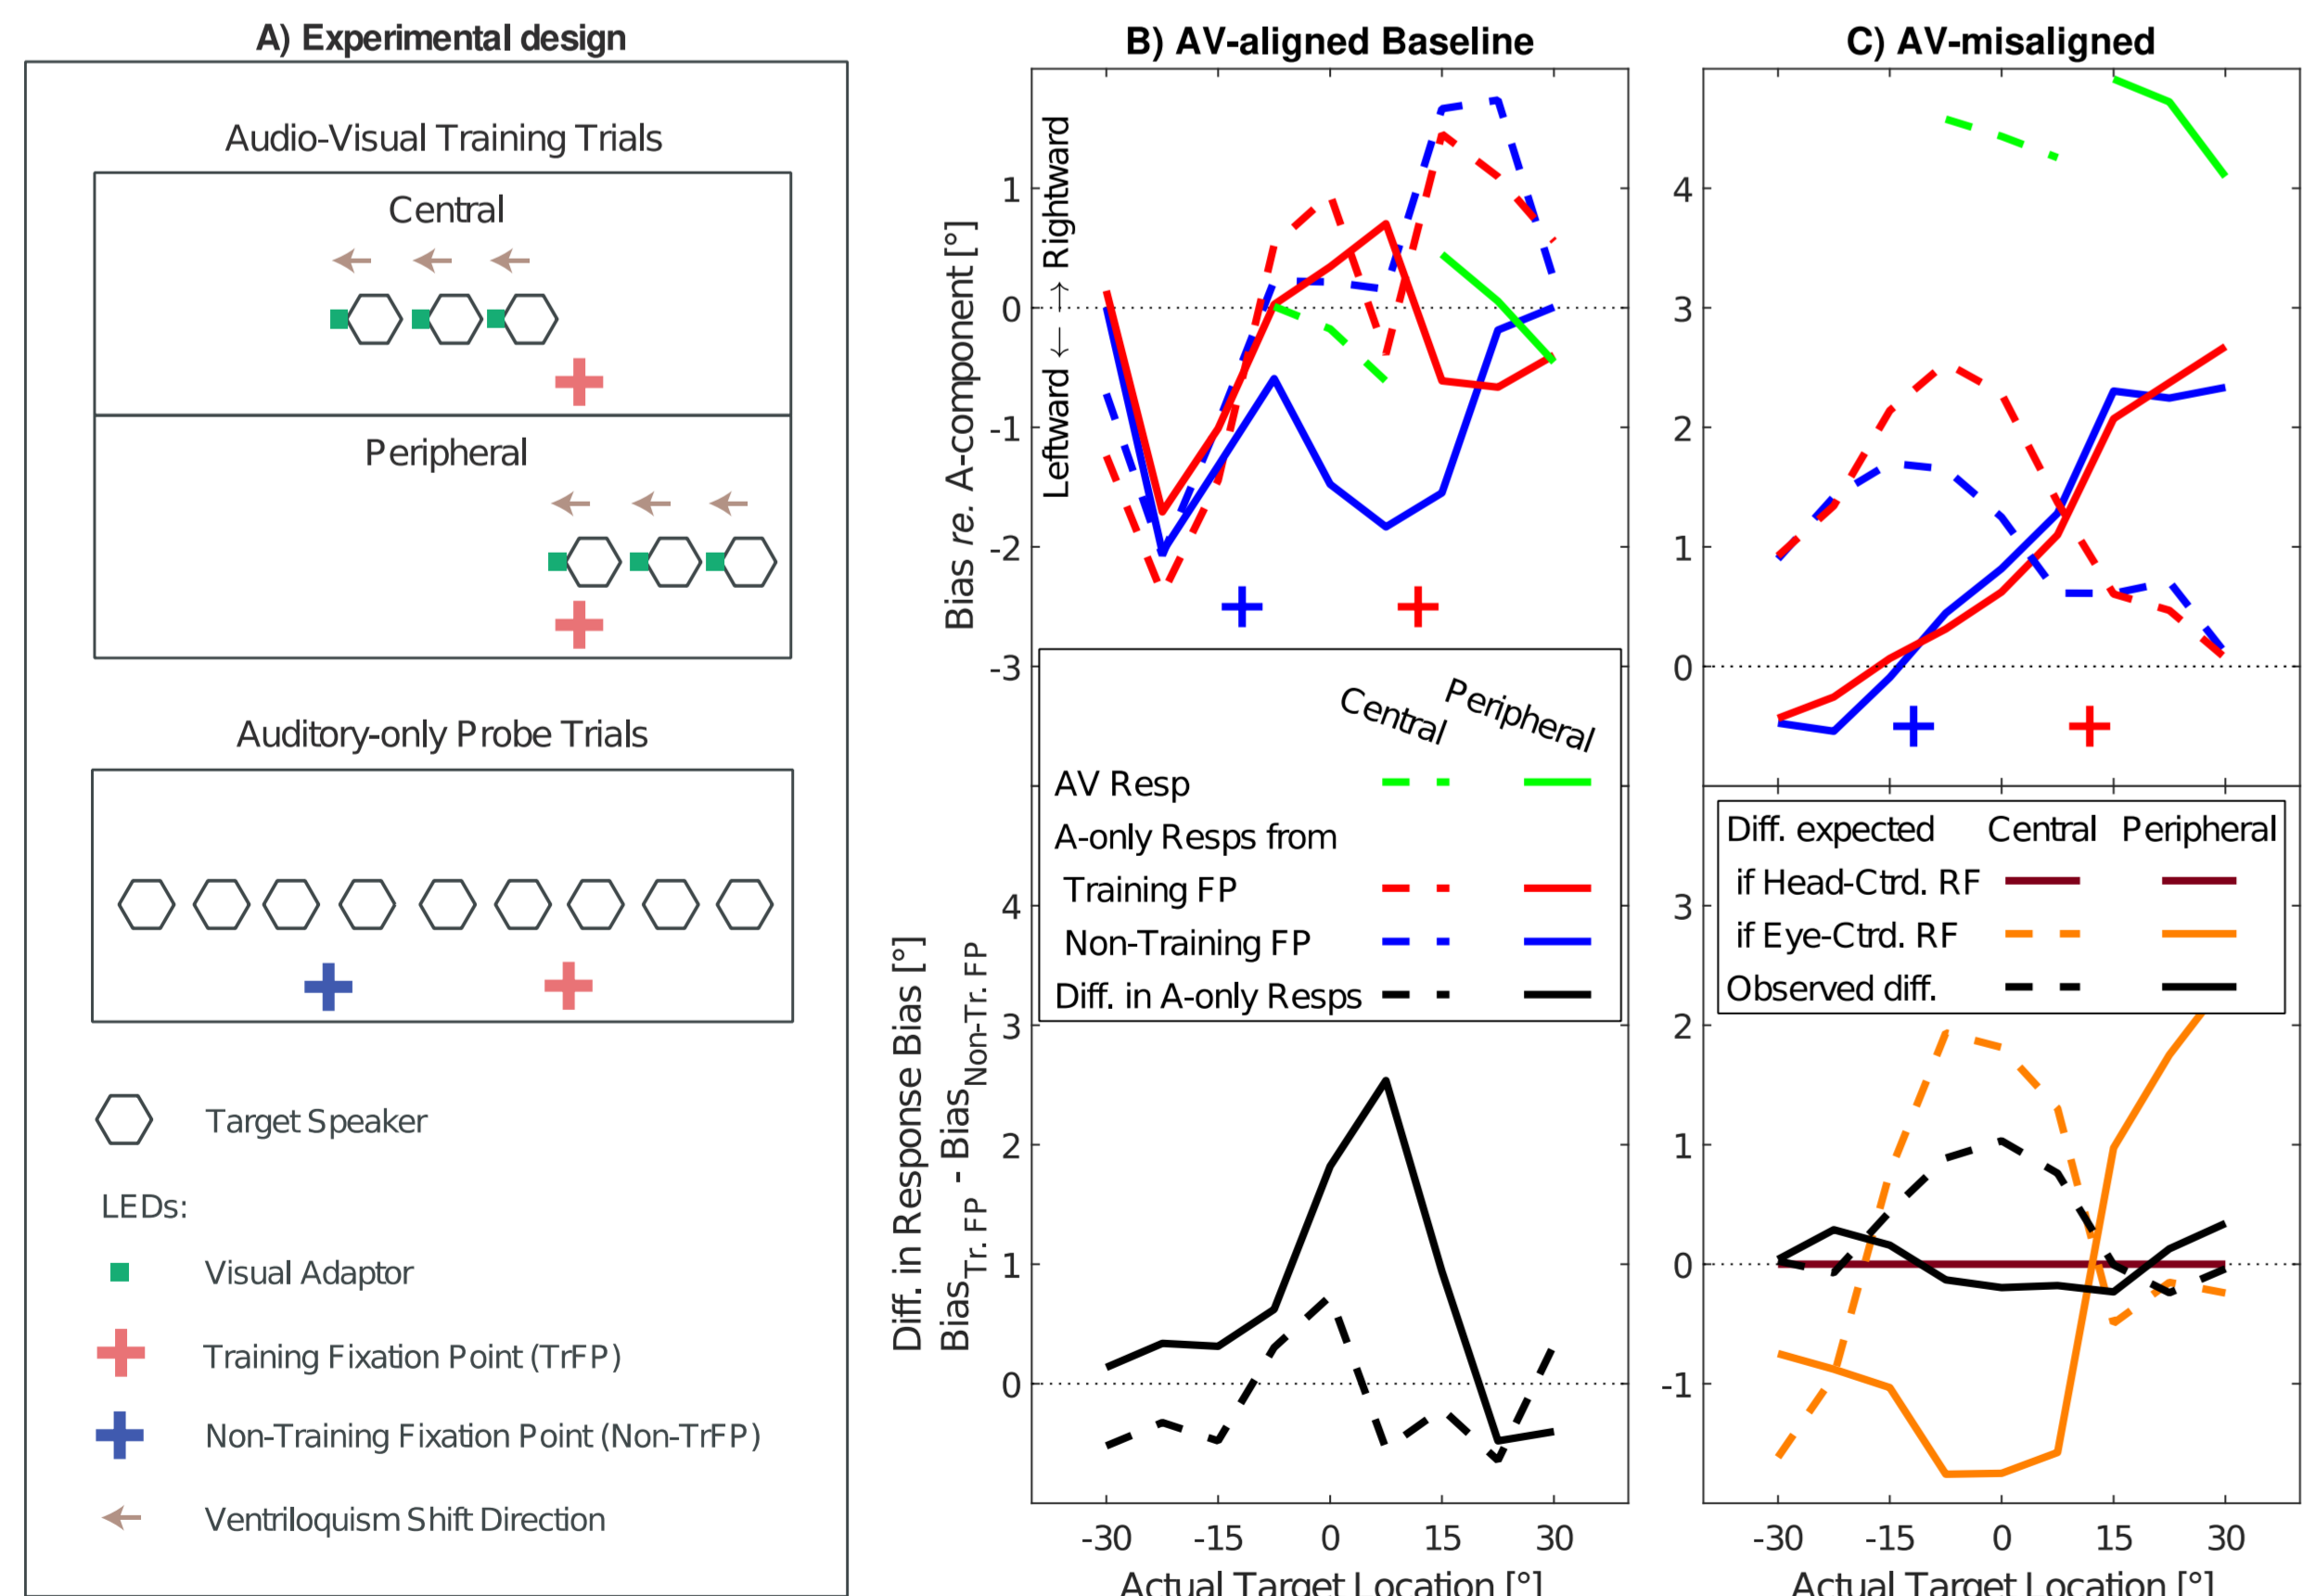 A) Experimental design
Audio-Visual Training Trials
Central
Peripheral
Auditory-only Probe Trials
Target Speaker
LEDs:
Visual Adaptor
Training Fixation Point (TrFP)
Non-Training Fixation Point (Non-TrFP)
Ventriloquism Shift Direction
B) AV-aligned Baseline
Bias re. A-component [°]
Leftward ← → Rightward
1
0
-1
-2
-3
Central
Peripheral
AV Resp
A-only Resps from
Training FP
Non-Training FP
Diff. in A-only Resps
Diff. in Response Bias [°]
Bias Tr. FP - Bias Non-Tr. FP
4
3
2
1
0
-30
-15
0
15
30
Actual Target Location [°]
C) AV-misaligned
4
3
2
1
0
Diff. expected Central Peripheral
if Head-Ctrd. RF
if Eye-Ctrd. RF
Observed diff.
3
2
1
0
-1
-30
-15
0
15
30
Actual Target Location [°]